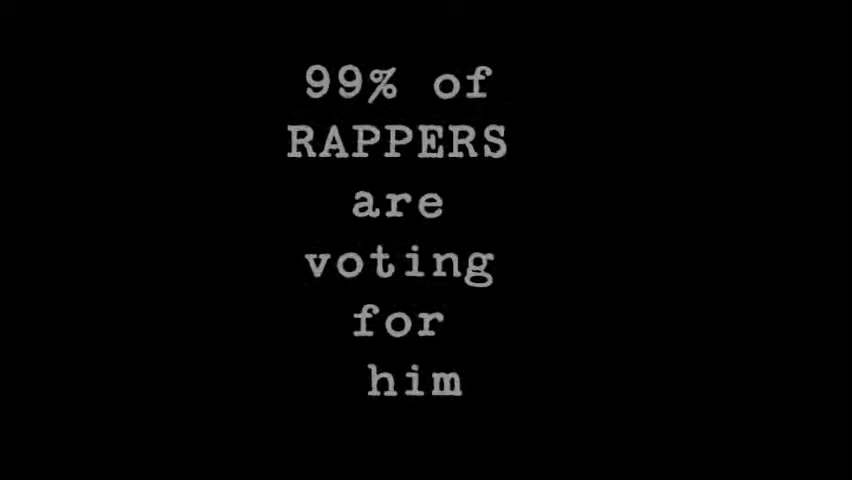 99% of
RAPPERS
are
voting
for
him